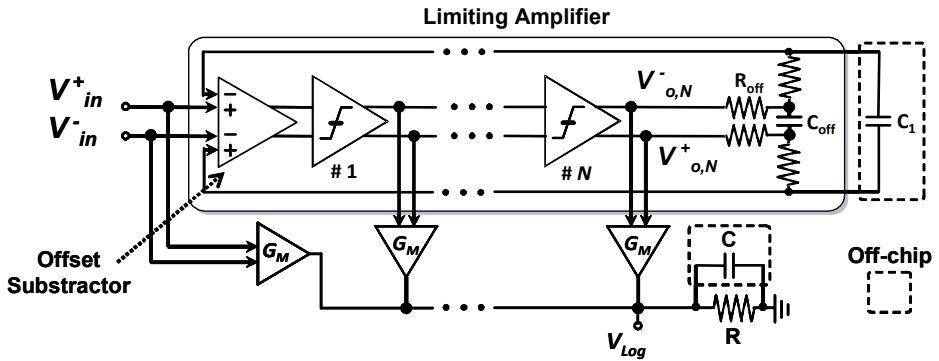 Limiting Amplifier
V⁺in
V⁻in
−
+
−
+
# 1
# N
V⁻o,N
V⁺o,N
Roff
Coff
C1
GM
GM
GM
Offset
Substractor
C
R
VLog
Off-chip